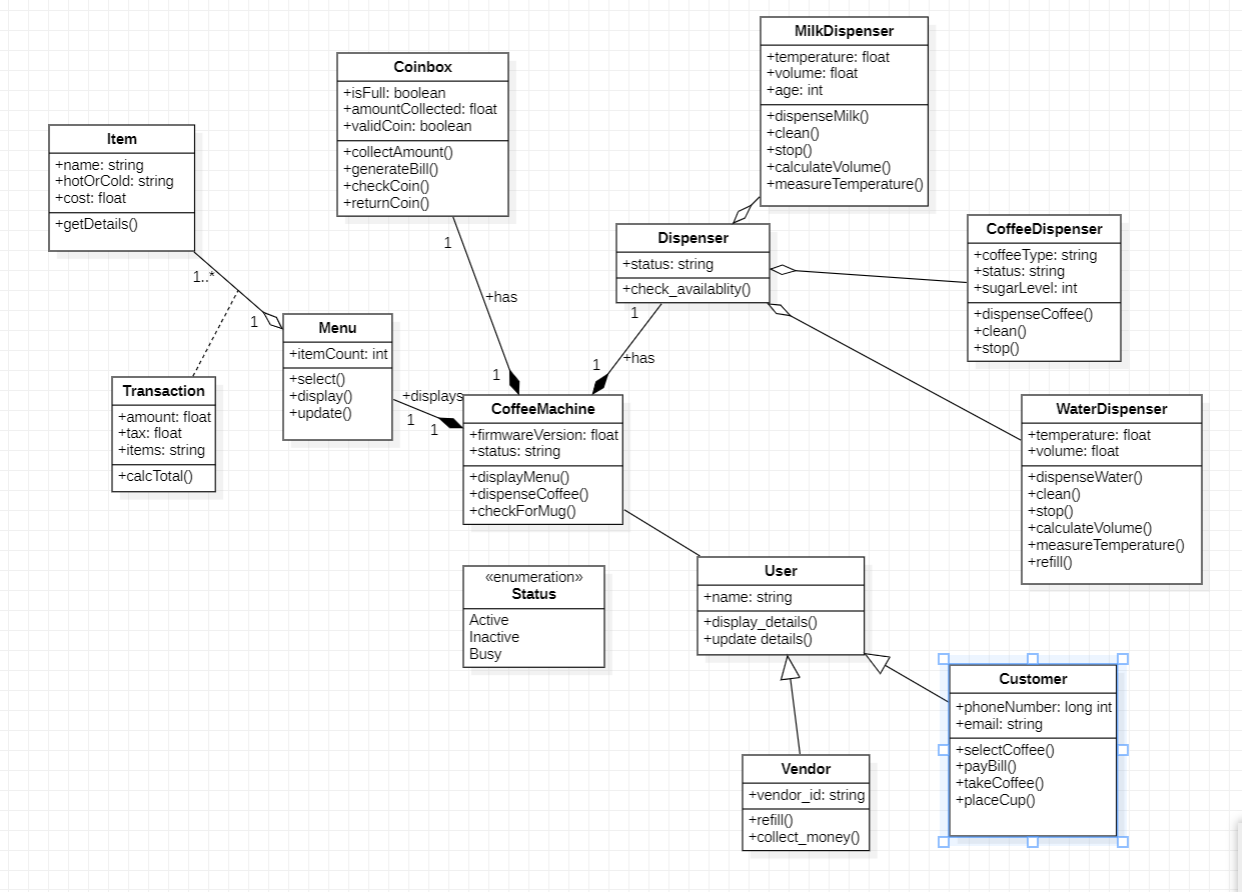 MilkDispenser
+temperature: float
+volume: float
+age: int
+dispenseMilk()
+clean()
+stop()
+calculateVolume()
+measureTemperature()
Coinbox
+isFull: boolean
+amountCollected: float
+validCoin: boolean
+collectAmount()
+generateBill()
+checkCoin()
+returnCoin()
Item
+name: string
+hotOrCold: string
+cost: float
+getDetails()
Dispenser
+status: string
+check_availablity()
CoffeeDispenser
+coffeeType: string
+status: string
+sugarLevel: int
+dispenseCoffee()
+clean()
+stop()
1
1..*
+has
1
1
Menu
+itemCount: int
+select()
+display()
+update()
1
+has
1
Transaction
+amount: float
+tax: float
+items: string
+calcTotal()
+displays
1
1
CoffeeMachine
+firmwareVersion: float
+status: string
+displayMenu()
+dispenseCoffee()
+checkForMug()
WaterDispenser
+temperature: float
+volume: float
+dispenseWater()
+clean()
+stop()
+calculateVolume()
+measureTemperature()
+refill()
«enumeration»
Status
Active
Inactive
Busy
User
+name: string
+display_details()
+update details()
Customer
+phoneNumber: long int
+email: string
+selectCoffee()
+payBill()
+takeCoffee()
+placeCup()
Vendor
+vendor_id: string
+refill()
+collect_money()